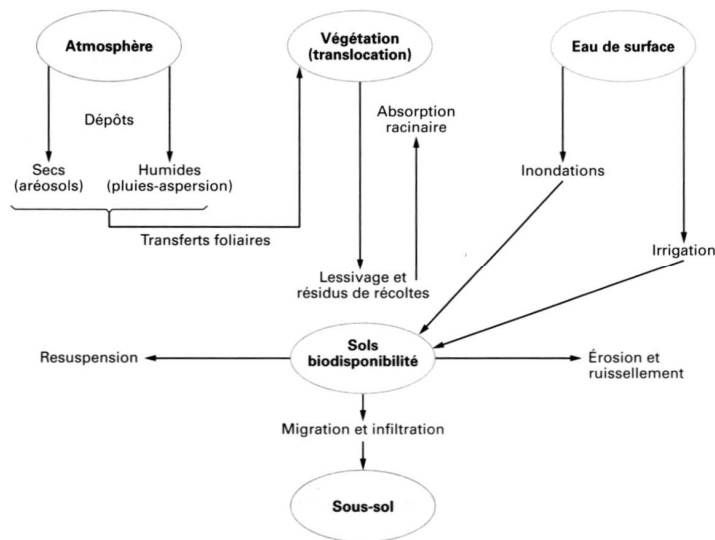 Atmosphère
Végétation
(translocation)
Eau de surface
Dépôts
Absorption
racinaire
Secs
(aréosols)
Humides
(pluies-aspersion)
Inondations
Transferts foliaires
Irrigation
Lessivage et
résidus de récoltes
Sols
biodisponibilité
Resuspension
Érosion et
ruissellement
Migration et infiltration
Sous-sol